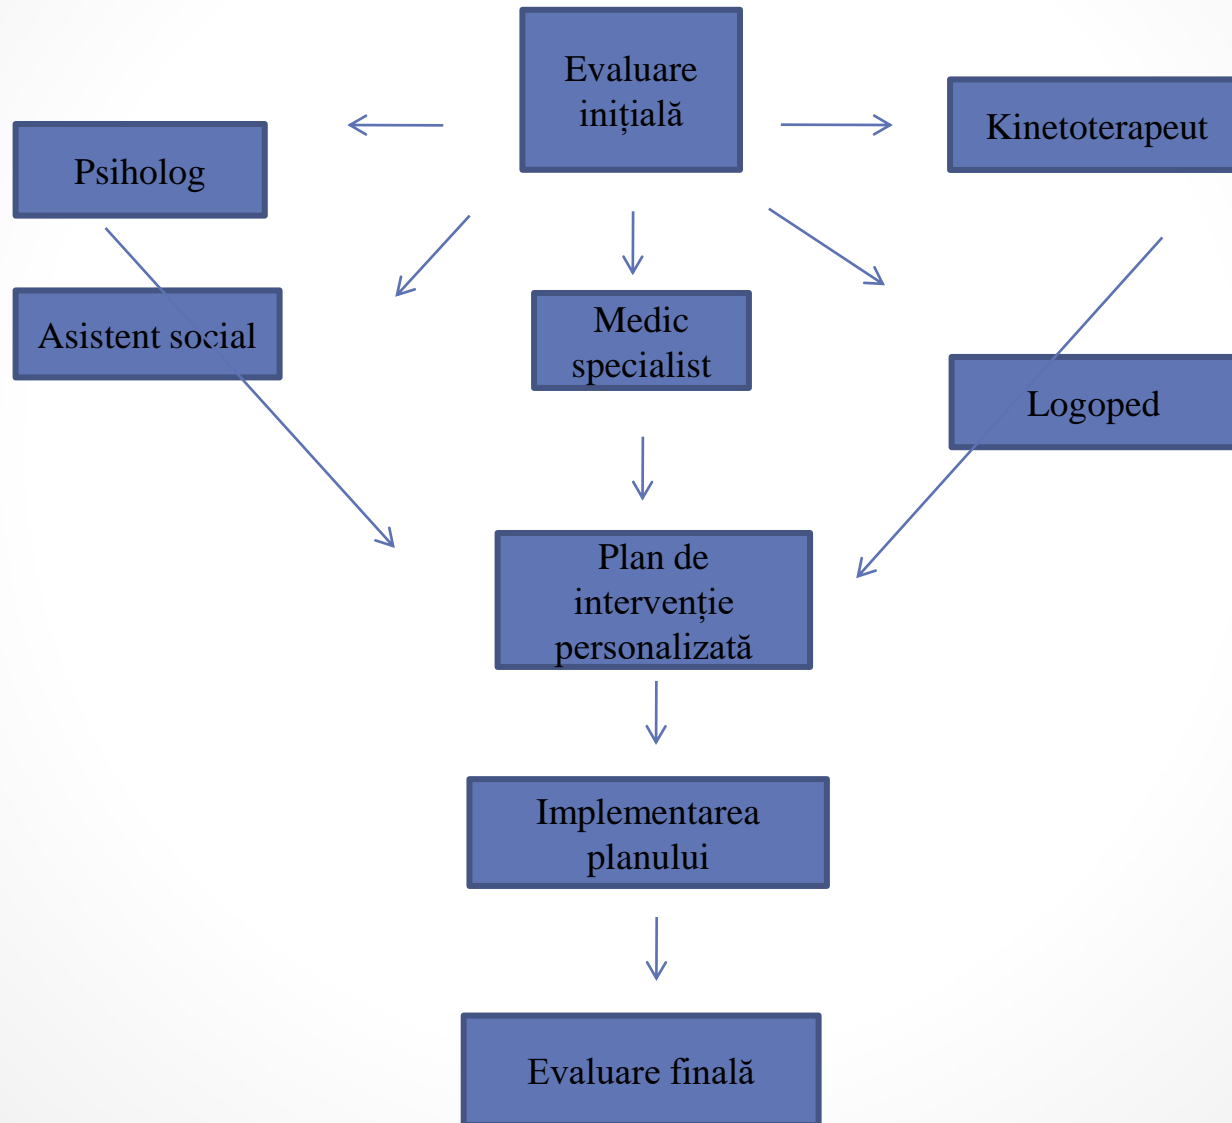 Evaluare
inițială
Kinetoterapeut
Psiholog
Asistent social
Medic
specialist
Logoped
Plan de
intervenție
personalizată
Implementarea
planului
Evaluare finală